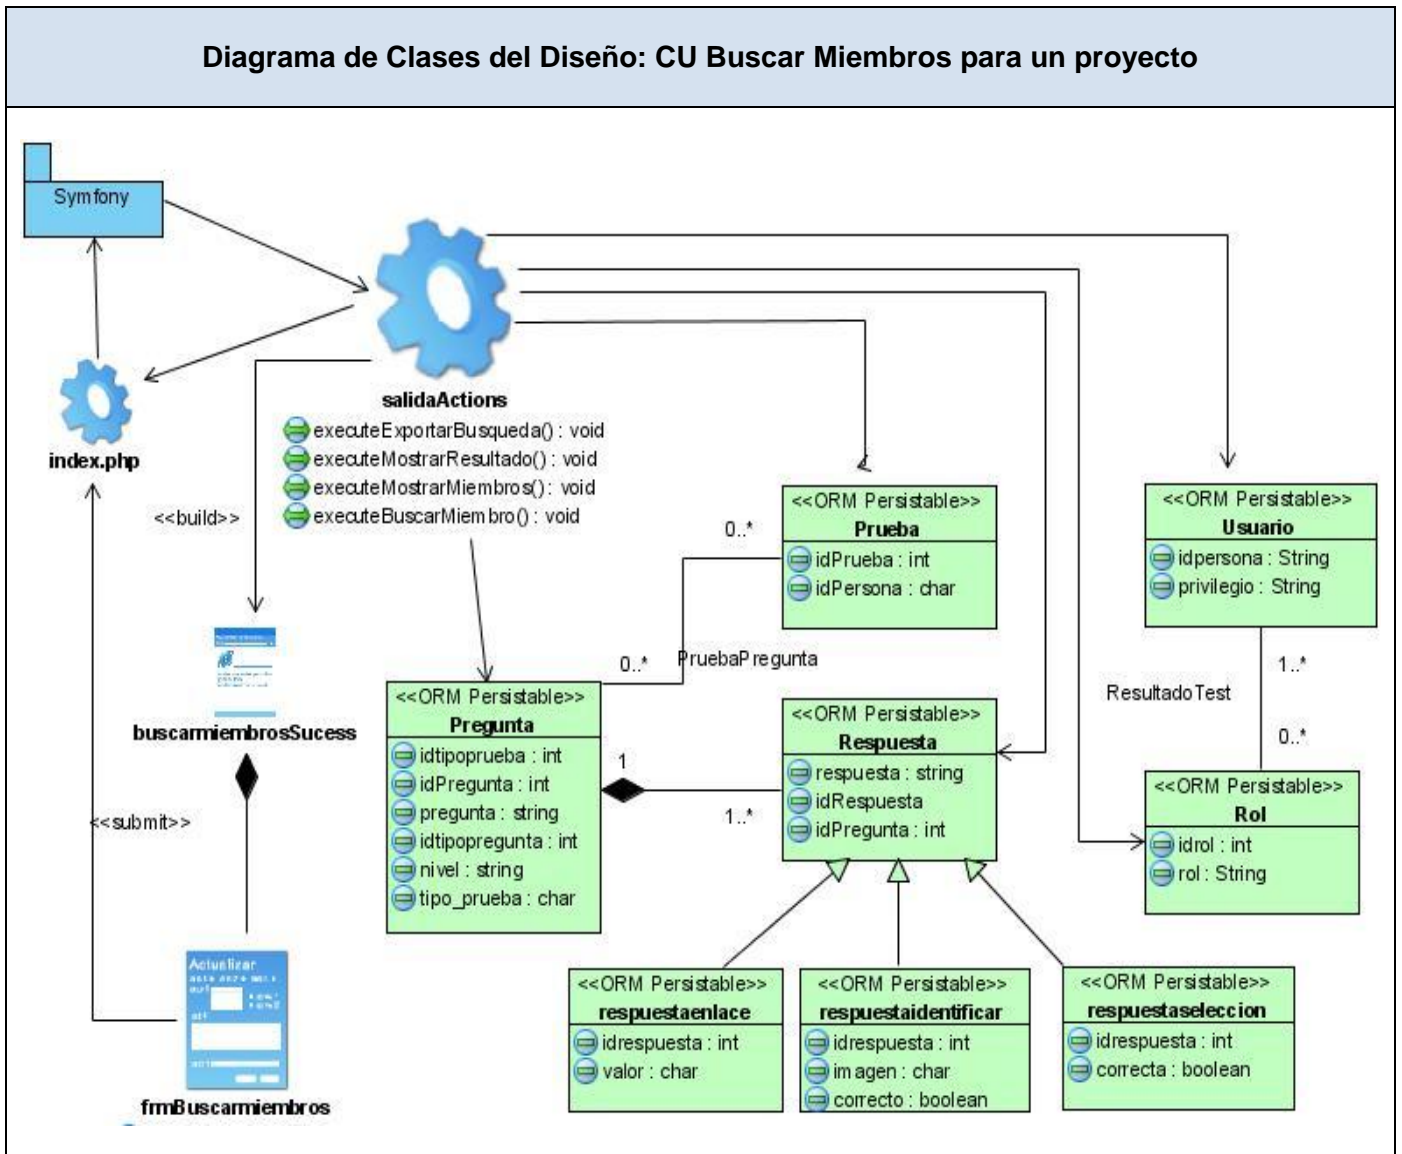 Diagrama de Clases del Diseño: CU Buscar Miembros para un proyecto
Symfony
index.php
salidaActions
executeExportarBusqueda() : void
executeMostrarResultado() : void
executeMostrarMiembros() : void
executeBuscarMiembro() : void
<<build>>
buscarmiembrosSucess
<<submit>>
Actualizar
frmBuscarmiembros
<<ORM Persistable>>
Prueba
idPrueba : int
idPersona : char
0..*
0..*
PruebaPregunta
<<ORM Persistable>>
Usuario
idpersona : String
privilegio : String
1..*
ResultadoTest
0..*
<<ORM Persistable>>
Pregunta
idtipoprueba : int
idPregunta : int
pregunta : string
idtipopregunta : int
nivel : string
tipo_prueba : char
1
1..*
<<ORM Persistable>>
Respuesta
respuesta : string
idRespuesta
idPregunta : int
<<ORM Persistable>>
Rol
idrol : int
rol : String
<<ORM Persistable>>
respuestaenlace
idrespuesta : int
valor : char
<<ORM Persistable>>
respuestaidentificar
idrespuesta : int
imagen : char
correcto : boolean
<<ORM Persistable>>
respuestaseleccion
idrespuesta : int
correcta : boolean